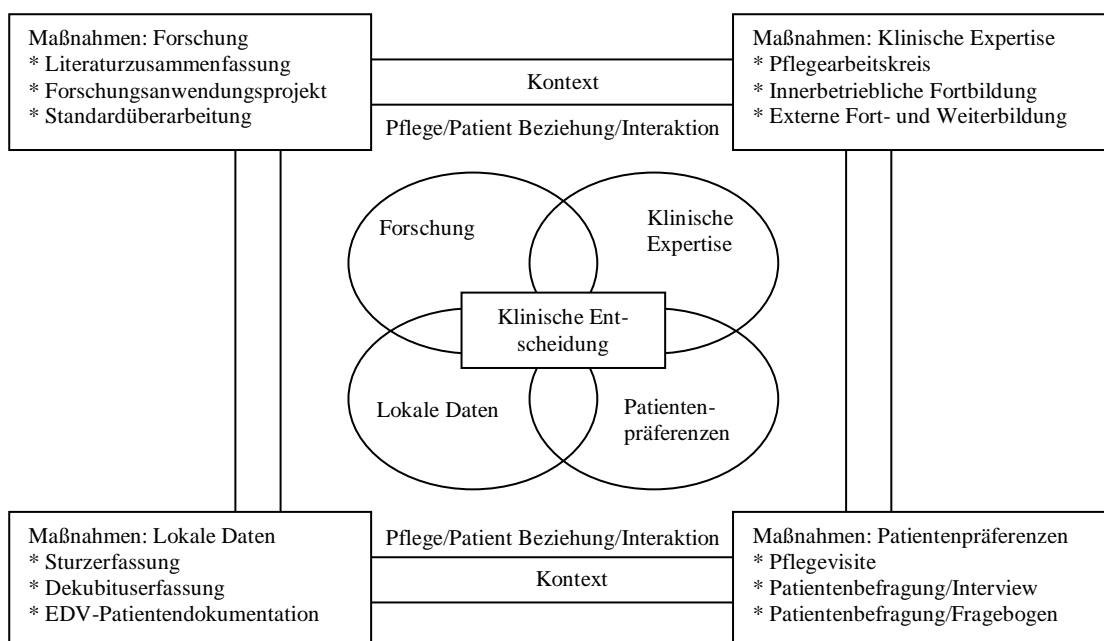 Maßnahmen: Forschung
* Literaturzusammenfassung
* Forschungsanwendungsprojekt
* Standardüberarbeitung
Kontext
Pflege/Patient Beziehung/Interaktion
Maßnahmen: Klinische Expertise
* Pflegearbeitskreis
* Innerbetriebliche Fortbildung
* Externe Fort- und Weiterbildung
Forschung
Klinische
Expertise
Klinische Ent-
scheidung
Lokale Daten
Patienten-
präferenzen
Maßnahmen: Lokale Daten
* Sturzerfassung
* Dekubituserfassung
* EDV-Patientendokumentation
Pflege/Patient Beziehung/Interaktion
Kontext
Maßnahmen: Patientenpräferenzen
* Pflegevisite
* Patientenbefragung/Interview
* Patientenbefragung/Fragebogen